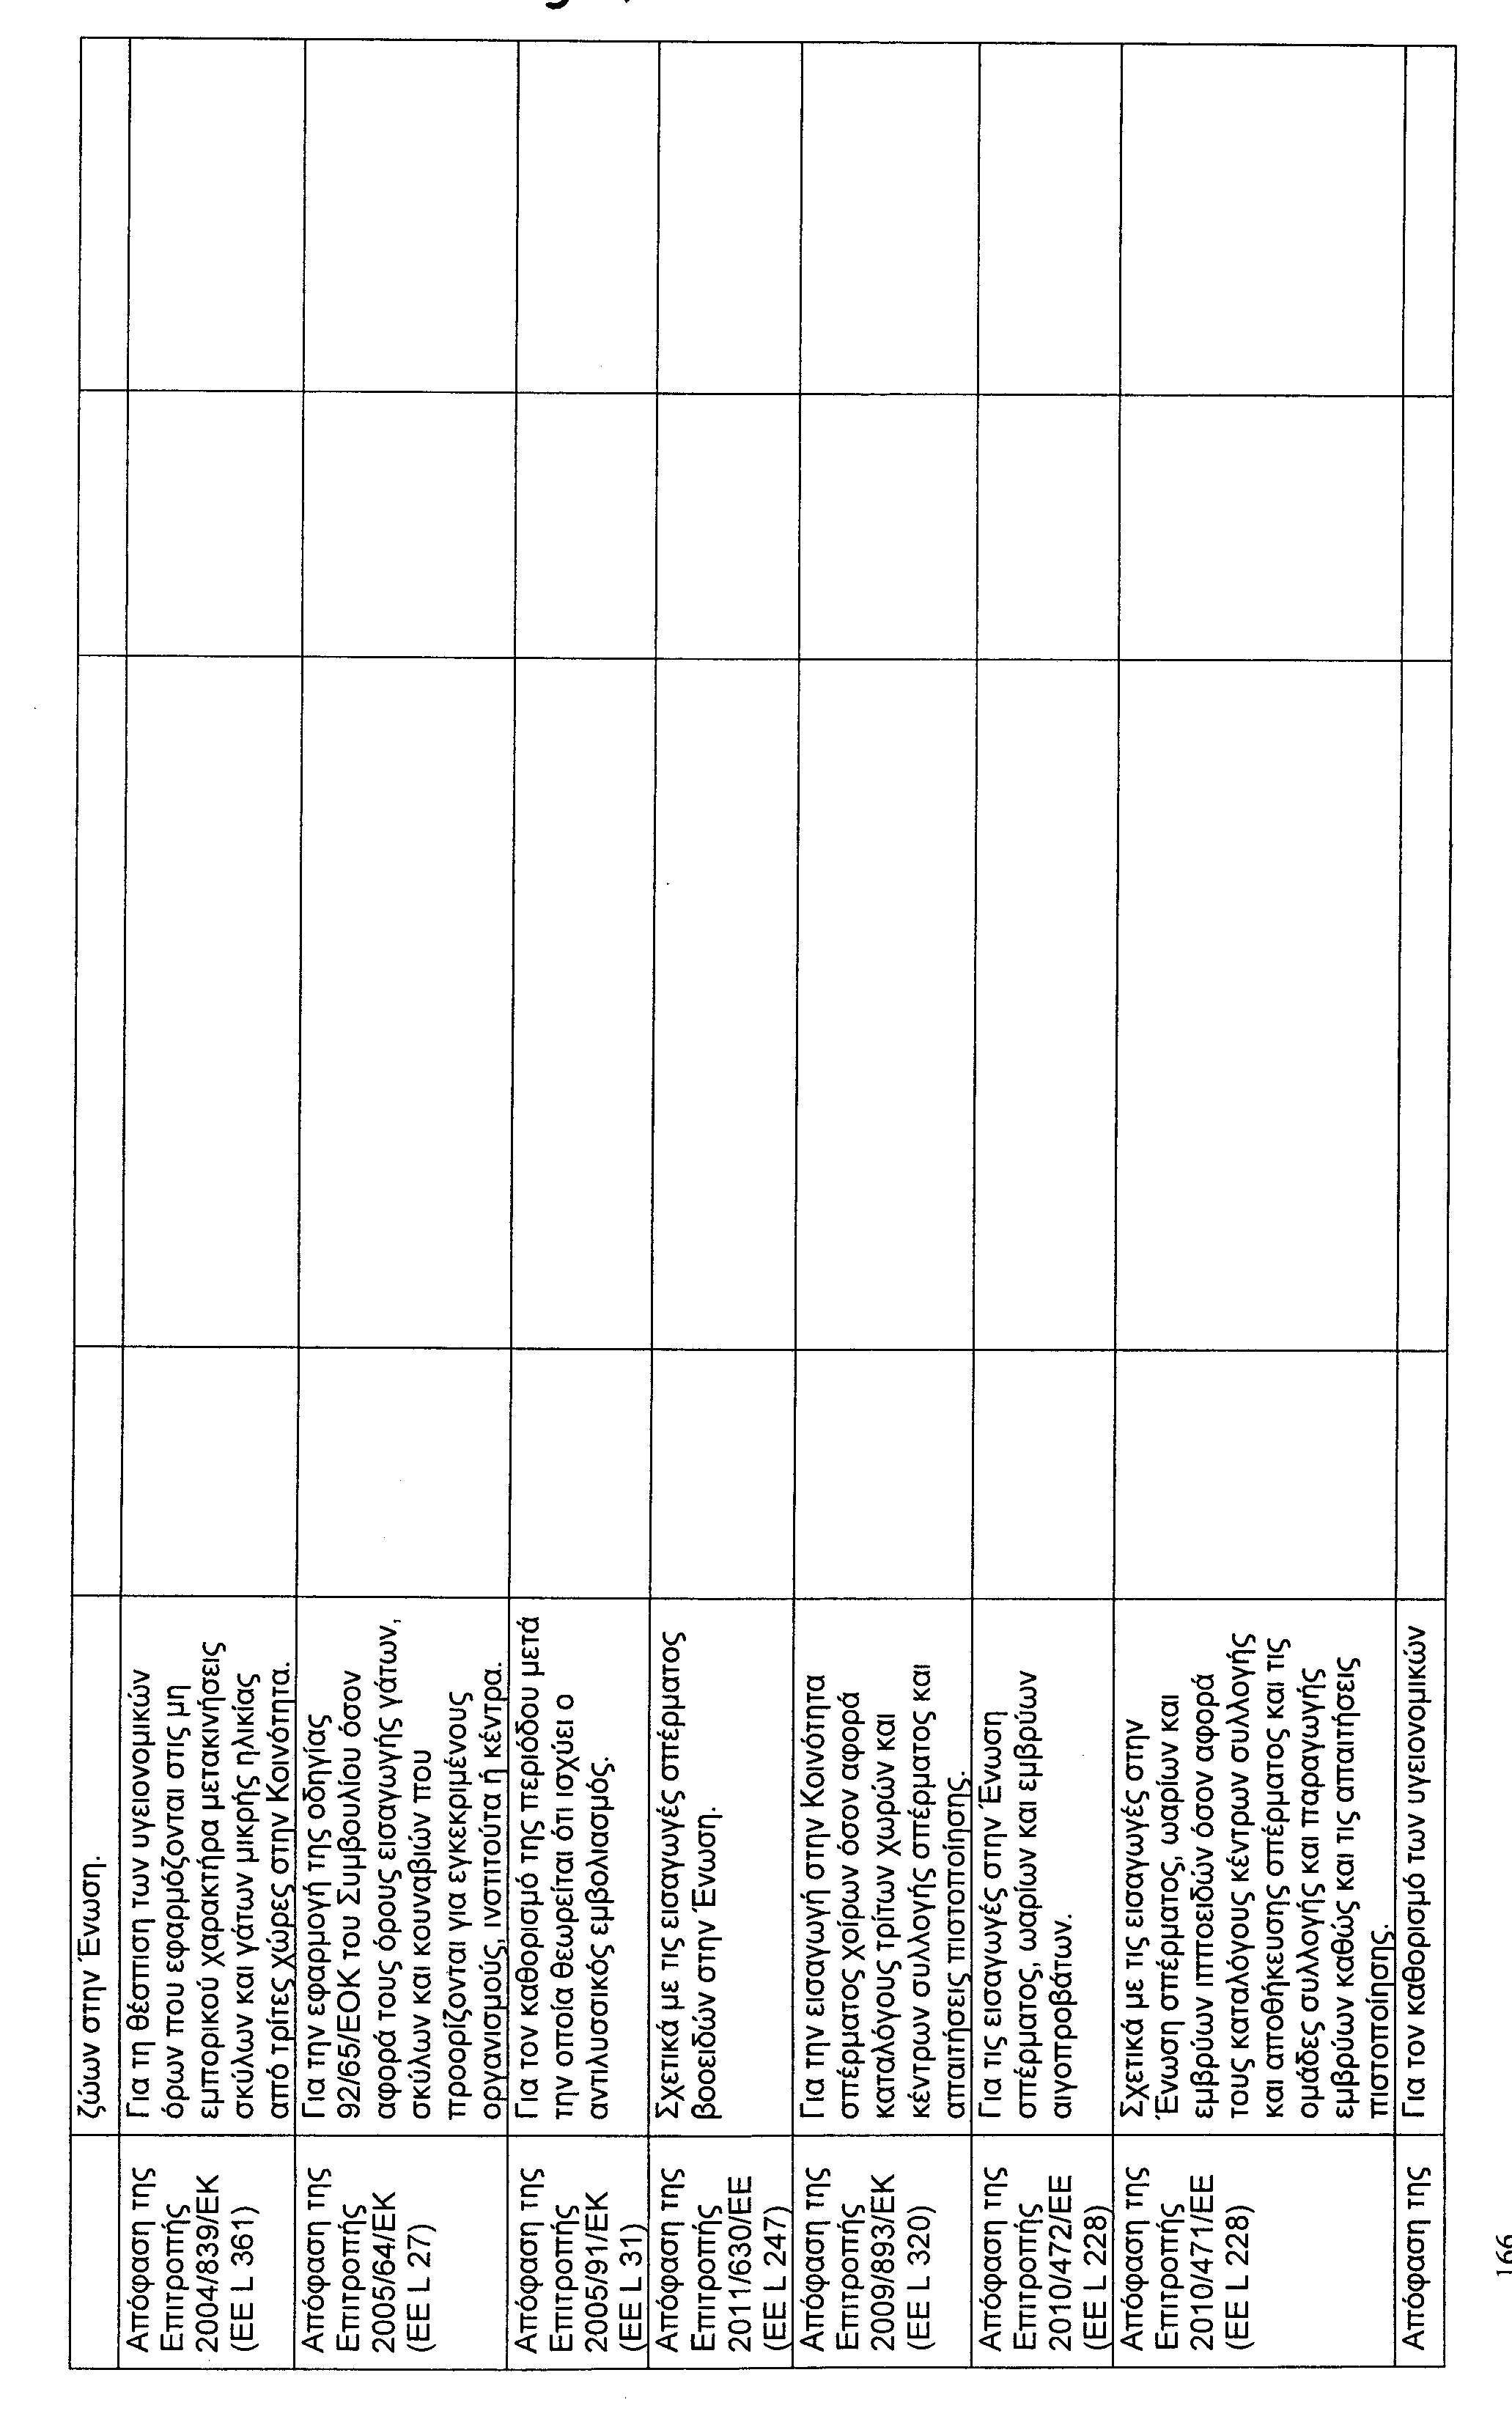 ζώων στην Ένωση.
Απόφαση της
Επιτροπής
2004/839/ΕΚ
(ΕΕ L 361)
Για τη θέσπιση των υγειονομικών
όρων που εφαρμόζονται στις μη
εμπορικού χαρακτήρα μετακινήσεις
σκύλων και γάτων μικρής ηλικίας
από τρίτες χώρες στην Κοινότητα.
Απόφαση της
Επιτροπής
2005/64/ΕΚ
(ΕΕ L 27)
Για την εφαρμογή της οδηγίας
92/65/ΕΟΚ του Συμβουλίου όσον
αφορά τους όρους εισαγωγής γάτων,
σκύλων και κουναβιών που
προορίζονται για εγκεκριμένους
οργανισμούς, ινστιτούτα ή κέντρα.
Απόφαση της
Επιτροπής
2005/91/ΕΚ
(ΕΕ L 31)
Για τον καθορισμό της περιόδου μετά
την οποία θεωρείται ότι ισχύει ο
αντιλυσσικός εμβολιασμός.
Απόφαση της
Επιτροπής
2011/630/ΕΕ
(ΕΕ L 247)
Σχετικά με τις εισαγωγές σπέρματος
βοοειδών στην Ένωση.
Απόφαση της
Επιτροπής
2009/893/ΕΚ
(ΕΕ L 320)
Για την εισαγωγή στην Κοινότητα
σπέρματος χοίρων όσον αφορά
καταλόγους τρίτων χωρών και
κέντρων συλλογής σπέρματος και
απαιτήσεις πιστοποίησης.
Απόφαση της
Επιτροπής
2010/472/ΕΕ
(ΕΕ L 228)
Για τις εισαγωγές στην Ένωση
σπέρματος, ωαρίων και εμβρύων
αιγοπροβάτων.
Απόφαση της
Επιτροπής
2010/471/ΕΕ
(ΕΕ L 228)
Σχετικά με τις εισαγωγές στην
Ένωση σπέρματος, ωαρίων και
εμβρύων ιπποειδών όσον αφορά
τους καταλόγους κέντρων συλλογής
και αποθήκευσης σπέρματος και τις
ομάδες συλλογής και παραγωγής
εμβρύων καθώς και τις απαιτήσεις
πιστοποίησης.
Απόφαση της
Για τον καθορισμό των υγειονομικών
166